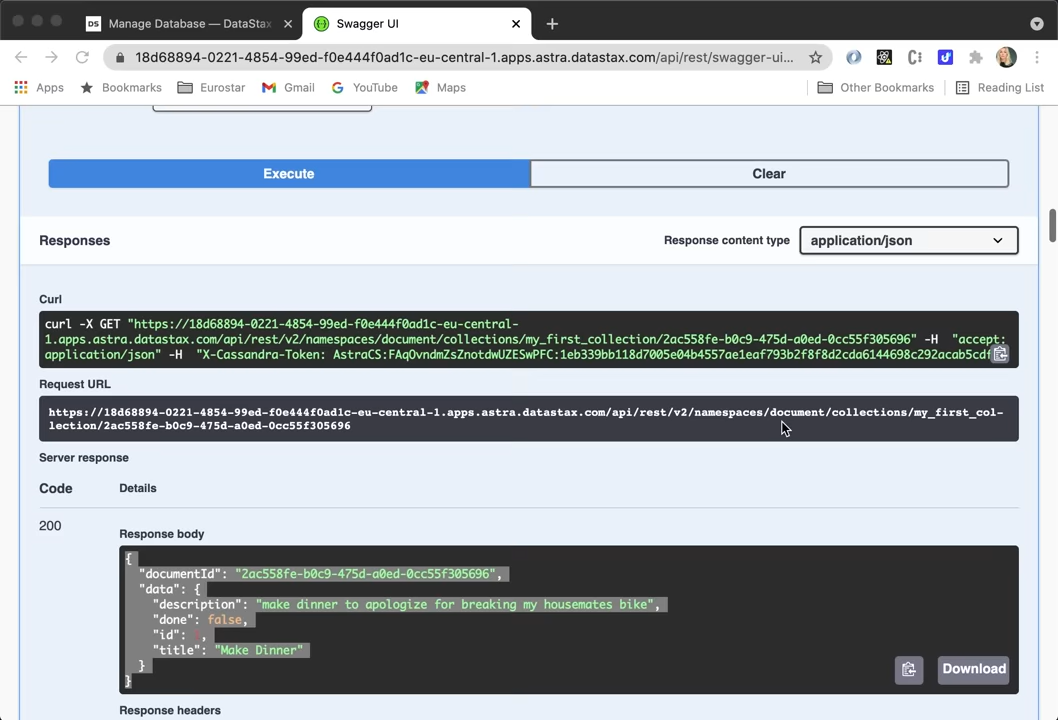 DS Manage Database — DataStax
Swagger UI
18d68894-0221-4854-99ed-f0e444f0ad1c-eu-central-1.apps.astra.datastax.com/api/rest/swagger-ui...
Apps
Bookmarks
Eurostar
Gmail
YouTube
Maps
Other Bookmarks
Reading List
Execute
Clear
Responses
Response content type
application/json
Curl
curl -X GET "https://18d68894-0221-4854-99ed-f0e444f0ad1c-eu-central-
1.apps.astra.datastax.com/api/rest/v2/namespaces/document/collections/my_first_collection/2ac558fe-b0c9-475d-a0ed-0cc55f305696" -H "accept:
application/json" -H "X-Cassandra-Token: AstraCS:FAqOvndmZsZnotdwUZESwPFC:1eb339bb118d7005e04b4557ae1eaf793b2f8f8d2cda6144698c292acab5cdf
Request URL
https://18d68894-0221-4854-99ed-f0e444f0ad1c-eu-central-1.apps.astra.datastax.com/api/rest/v2/namespaces/document/collections/my_first_col-
lection/2ac558fe-b0c9-475d-a0ed-0cc55f305696
Server response
Code
Details
200
Response body
{
"documentId": "2ac558fe-b0c9-475d-a0ed-0cc55f305696",
"data": {
"description": "make dinner to apologize for breaking my housemates bike",
"done": false,
"id": ,
"title": "Make Dinner"
}
}
Download
Response headers